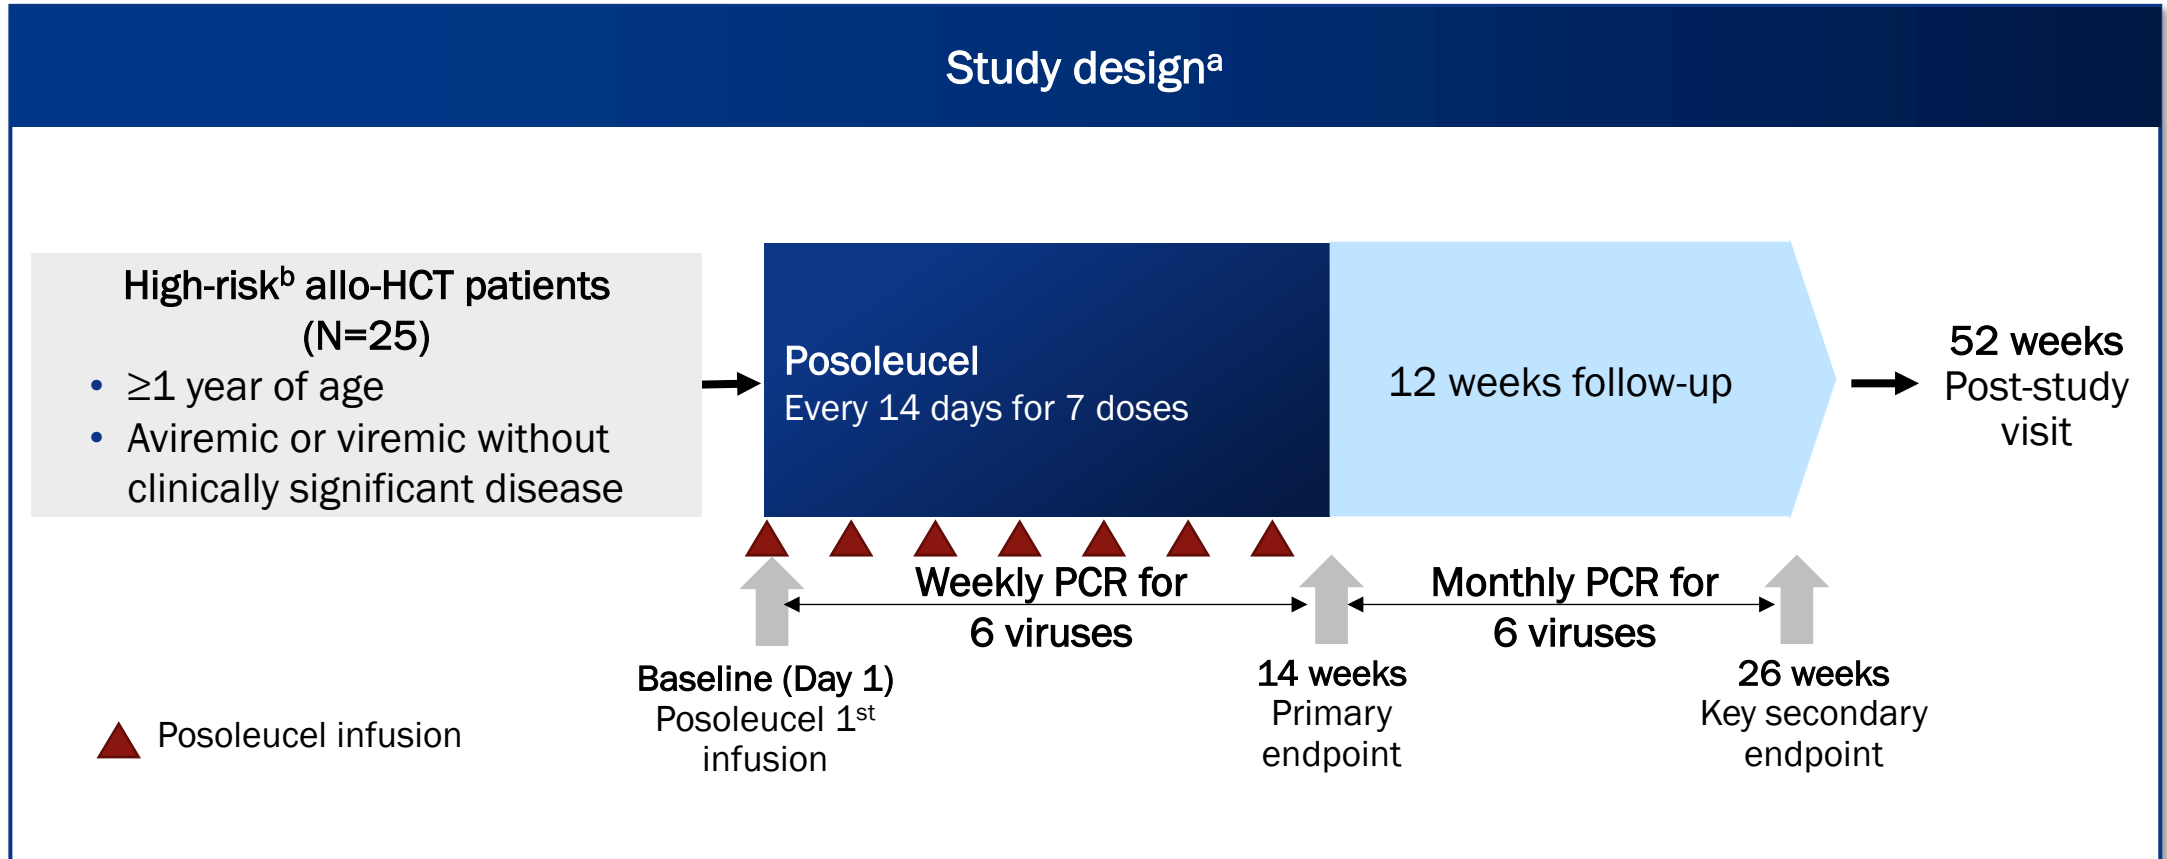 Study designᵃ
High-riskᵇ allo-HCT patients
(N=25)
• ≥1 year of age
• Aviremic or viremic without
clinically significant disease
Posoleucel
Every 14 days for 7 doses
12 weeks follow-up
52 weeks
Post-study
visit
Weekly PCR for
6 viruses
Monthly PCR for
6 viruses
Baseline (Day 1)
Posoleucel 1ˢᵗ
infusion
14 weeks
Primary
endpoint
26 weeks
Key secondary
endpoint
Posoleucel infusion